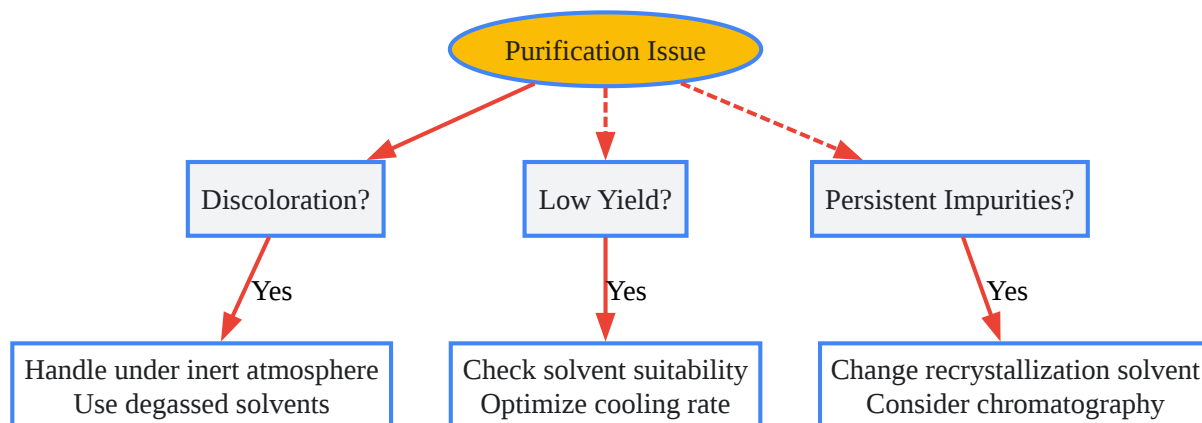 Purification Issue
Discoloration?
Low Yield?
Persistent Impurities?
Yes
Yes
Yes
Handle under inert atmosphere
Use degassed solvents
Check solvent suitability
Optimize cooling rate
Change recrystallization solvent
Consider chromatography